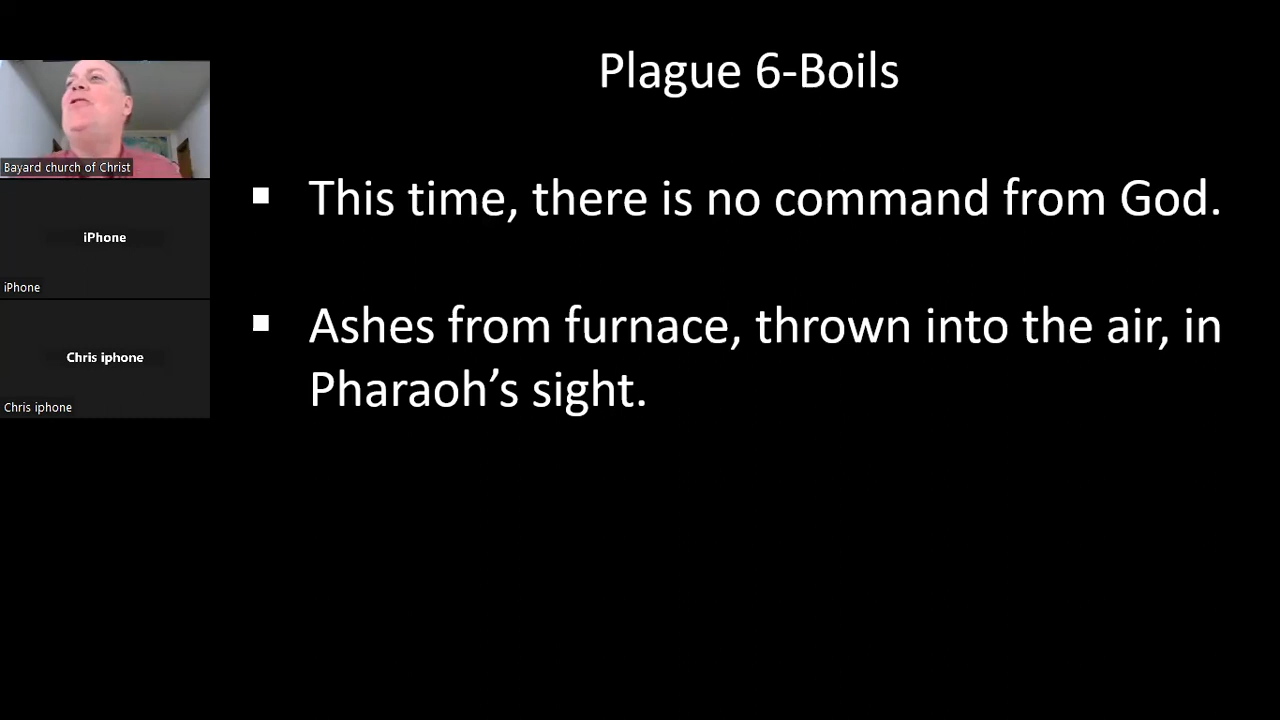 Plague 6-Boils
▪ This time, there is no command from God.
▪ Ashes from furnace, thrown into the air, in
Pharaoh’s sight.
Bayard church of Christ
iPhone
iPhone
Chris iphone
Chris iphone